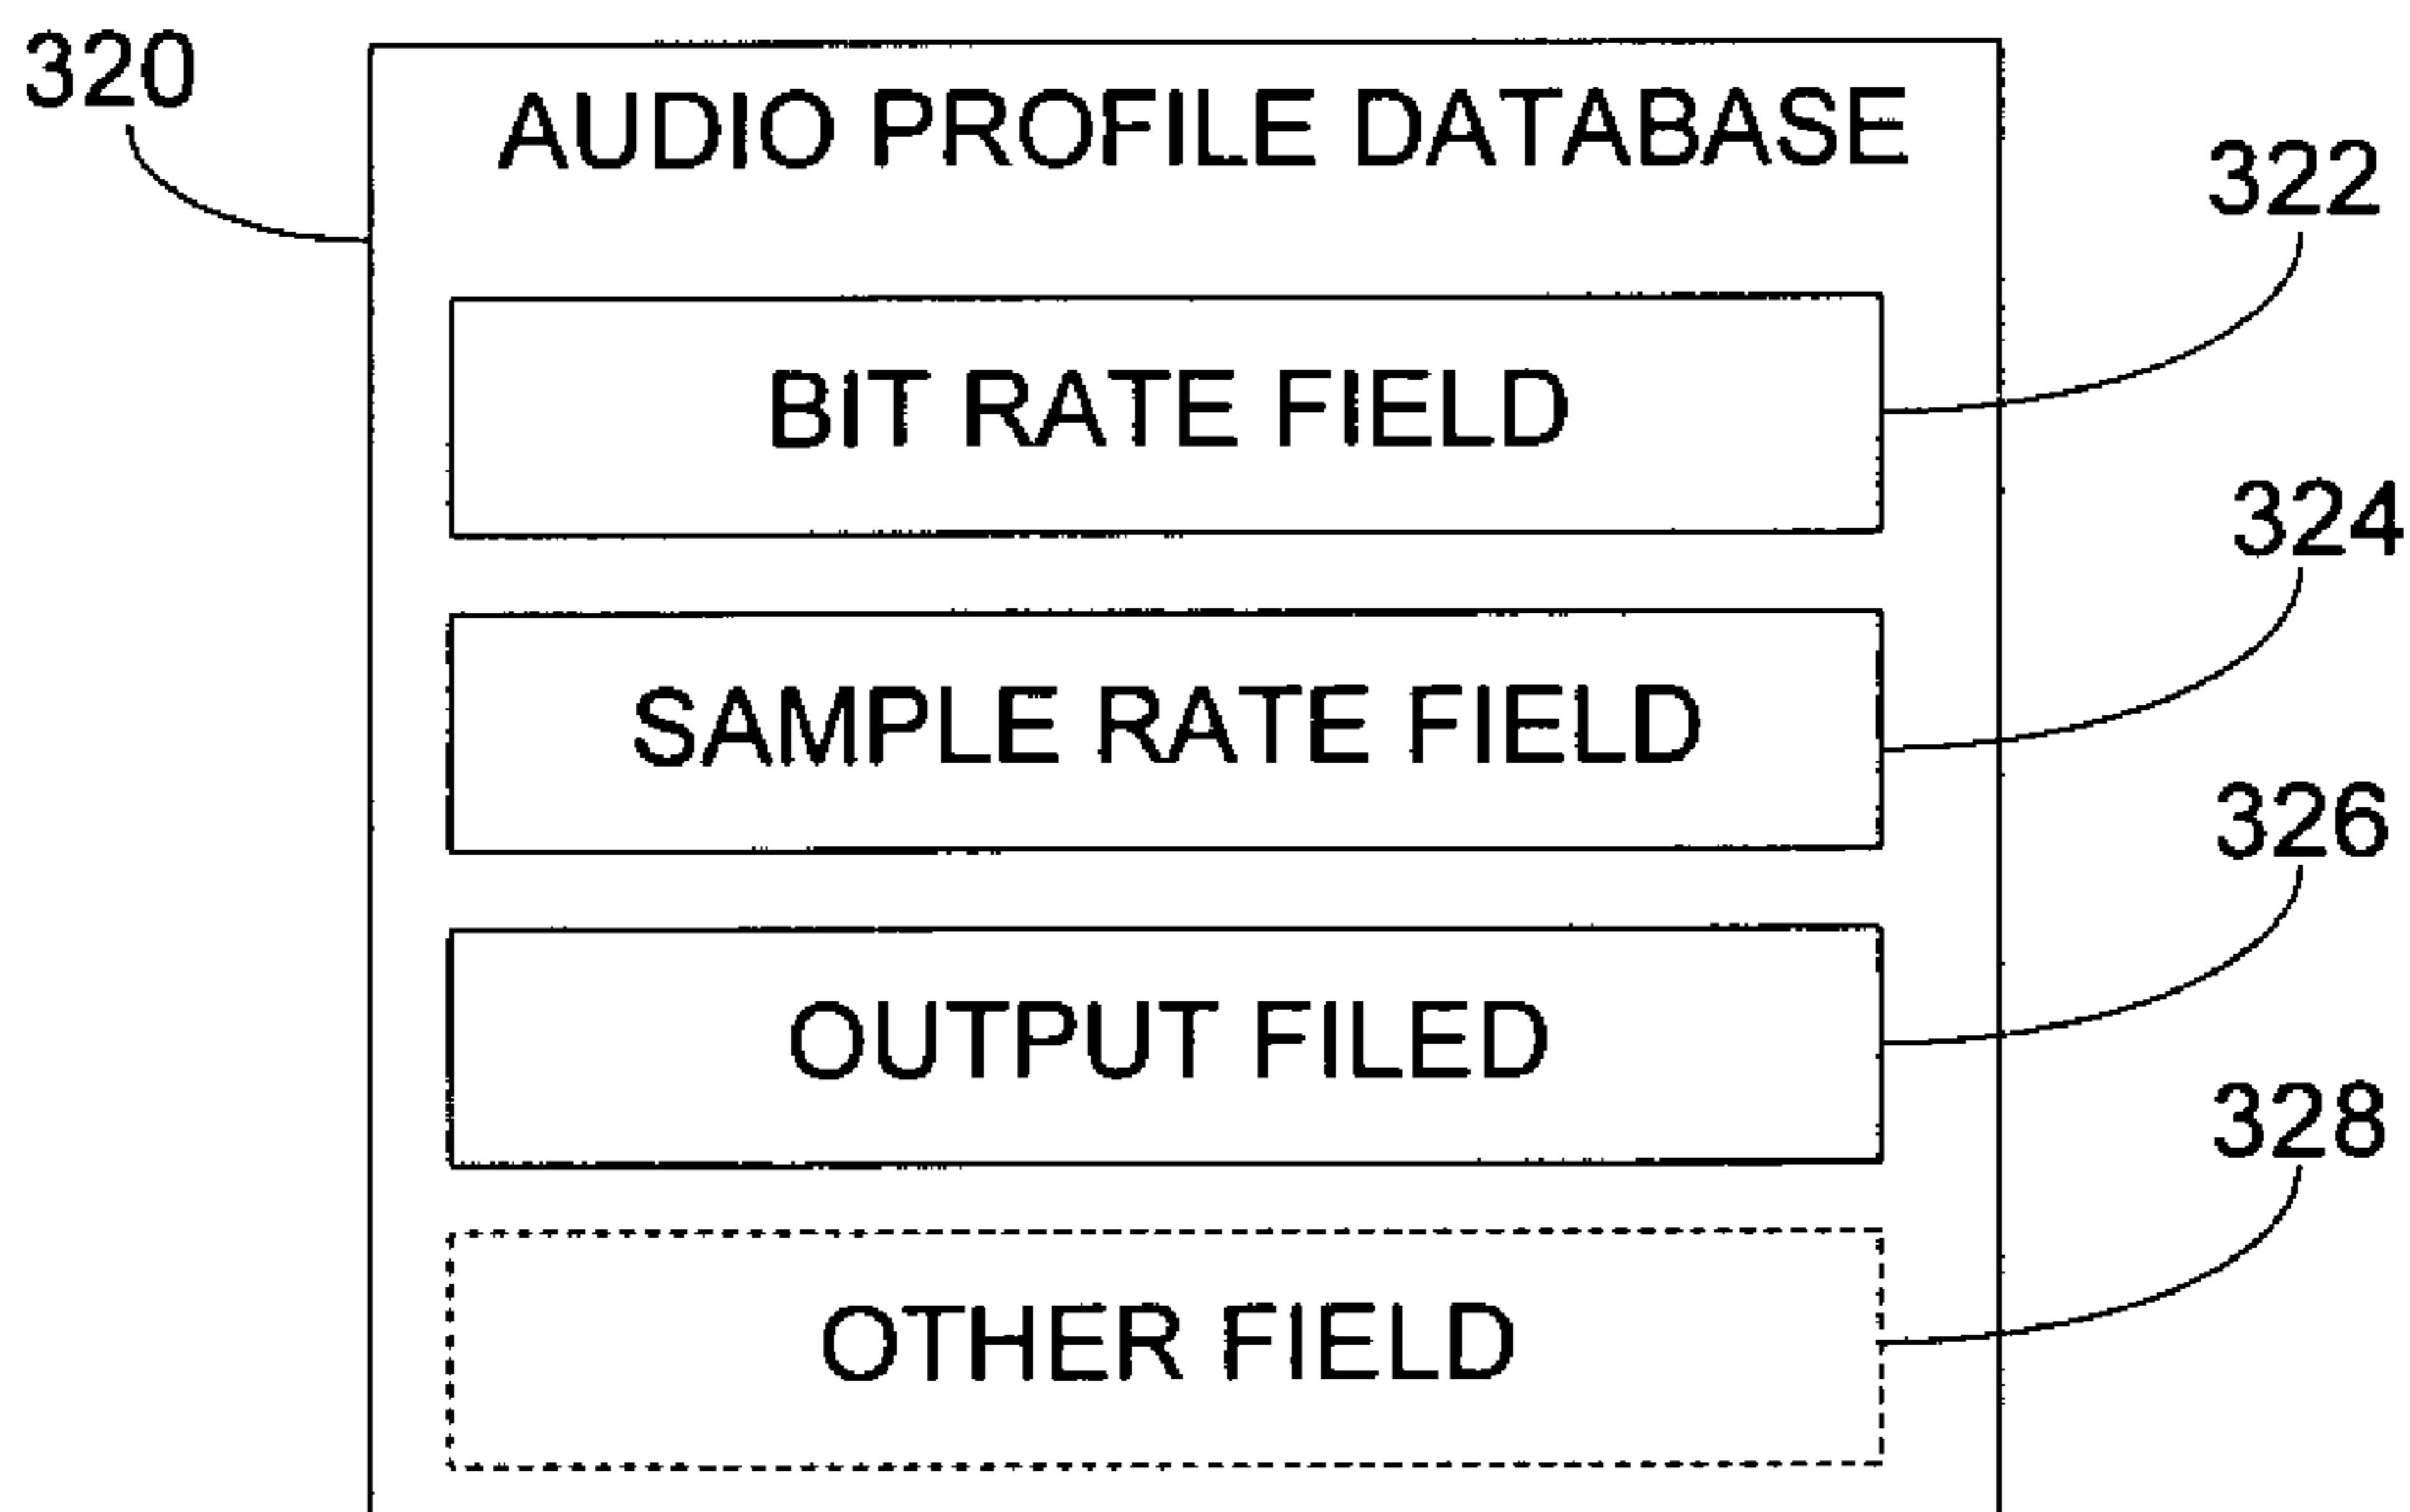 320
AUDIO PROFILE DATABASE
322
BIT RATE FIELD
324
SAMPLE RATE FIELD
326
OUTPUT FILED
328
OTHER FIELD